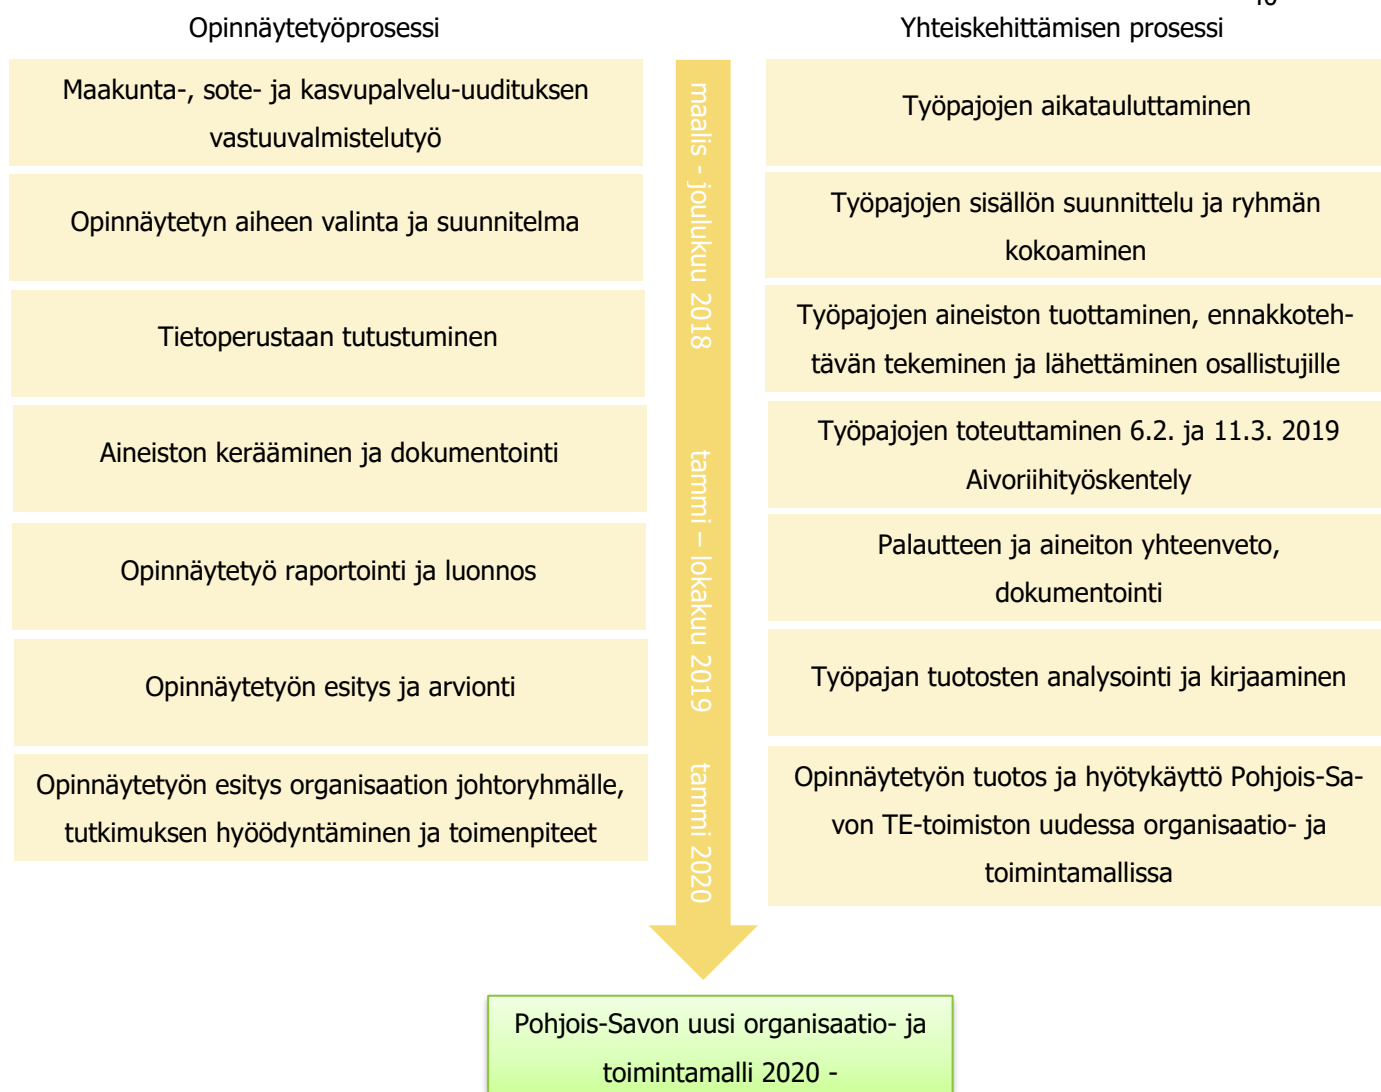 Opinnäytetyöprosessi
Maakunta-, sote- ja kasvupalvelu-uudituksen
vastuuvalmistelutyö
Opinnäytetyn aiheen valinta ja suunnitelma
Tietoperustaan tutustuminen
Aineiston kerääminen ja dokumentointi
Opinnäytetyö raportointi ja luonnos
Opinnäytetyön esitys ja arvionti
Opinnäytetyön esitys organisaation johtoryhmälle,
tutkimuksen hyöödyntäminen ja toimenpiteet
maalis - joulukuu 2018
tammi – lokakuu 2019
tammi 2020
Yhteiskehittämisen prosessi
Työpajojen aikatauluttaminen
Työpajojen sisällön suunnittelu ja ryhmän
kokoaminen
Työpajojen aineiston tuottaminen, ennakkoteh-
tävän tekeminen ja lähettäminen osallistujille
Työpajojen toteuttaminen 6.2. ja 11.3. 2019
Aivoriihityöskentely
Palautteen ja aineiton yhteenveto,
dokumentointi
Työpajan tuotosten analysointi ja kirjaaminen
Opinnäytetyön tuotos ja hyötykäyttö Pohjois-Sa-
von TE-toimiston uudessa organisaatio- ja
toimintamallissa
Pohjois-Savon uusi organisaatio- ja
toimintamalli 2020 -